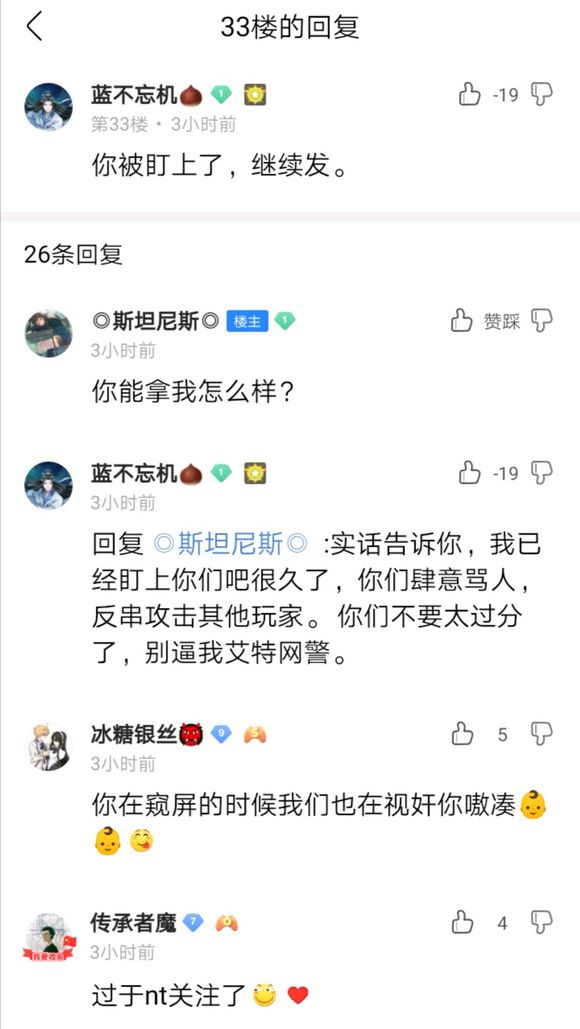 33楼的回复
蓝不忘机🌰 1
-19
第33楼 · 3小时前
你被盯上了，继续发。
26条回复
◎斯坦尼斯◎ 楼主 1
赞踩
3小时前
你能拿我怎么样？
蓝不忘机🌰 1
-19
3小时前
回复 ◎斯坦尼斯◎ :实话告诉你，我已
经盯上你们吧很久了，你们肆意骂人，
反串攻击其他玩家。你们不要太过分
了，别逼我艾特网警。
冰糖银丝👹 9 5
5
3小时前
你在窥屏的时候我们也在视奸你嗷凑👶
👶😋
传承者魔 7
4
3小时前
过于nt关注了🤔❤️